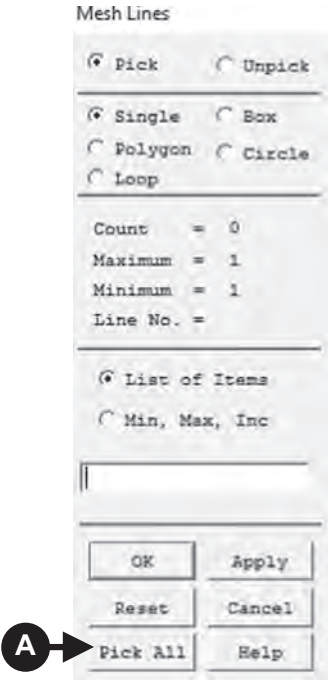 Mesh Lines
Pick Unpick
Single Box
Polygon Circle
Loop
Count = 0
Maximum = 1
Minimum = 1
Line No. =
List of Items
Min, Max, Inc
OK Apply
Reset Cancel
A Pick All Help